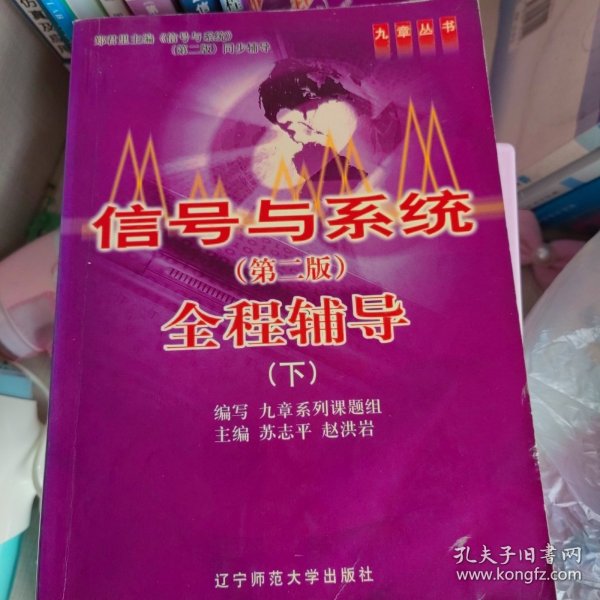 郑君里主编《信号与系统》
（第二版）同步辅导
九章丛书
信号与系统
（第二版）
全程辅导
（下）
编写 九章系列课题组
主编 苏志平 赵洪岩
辽宁师范大学出版社
孔夫子旧书网
www.kongfz.com